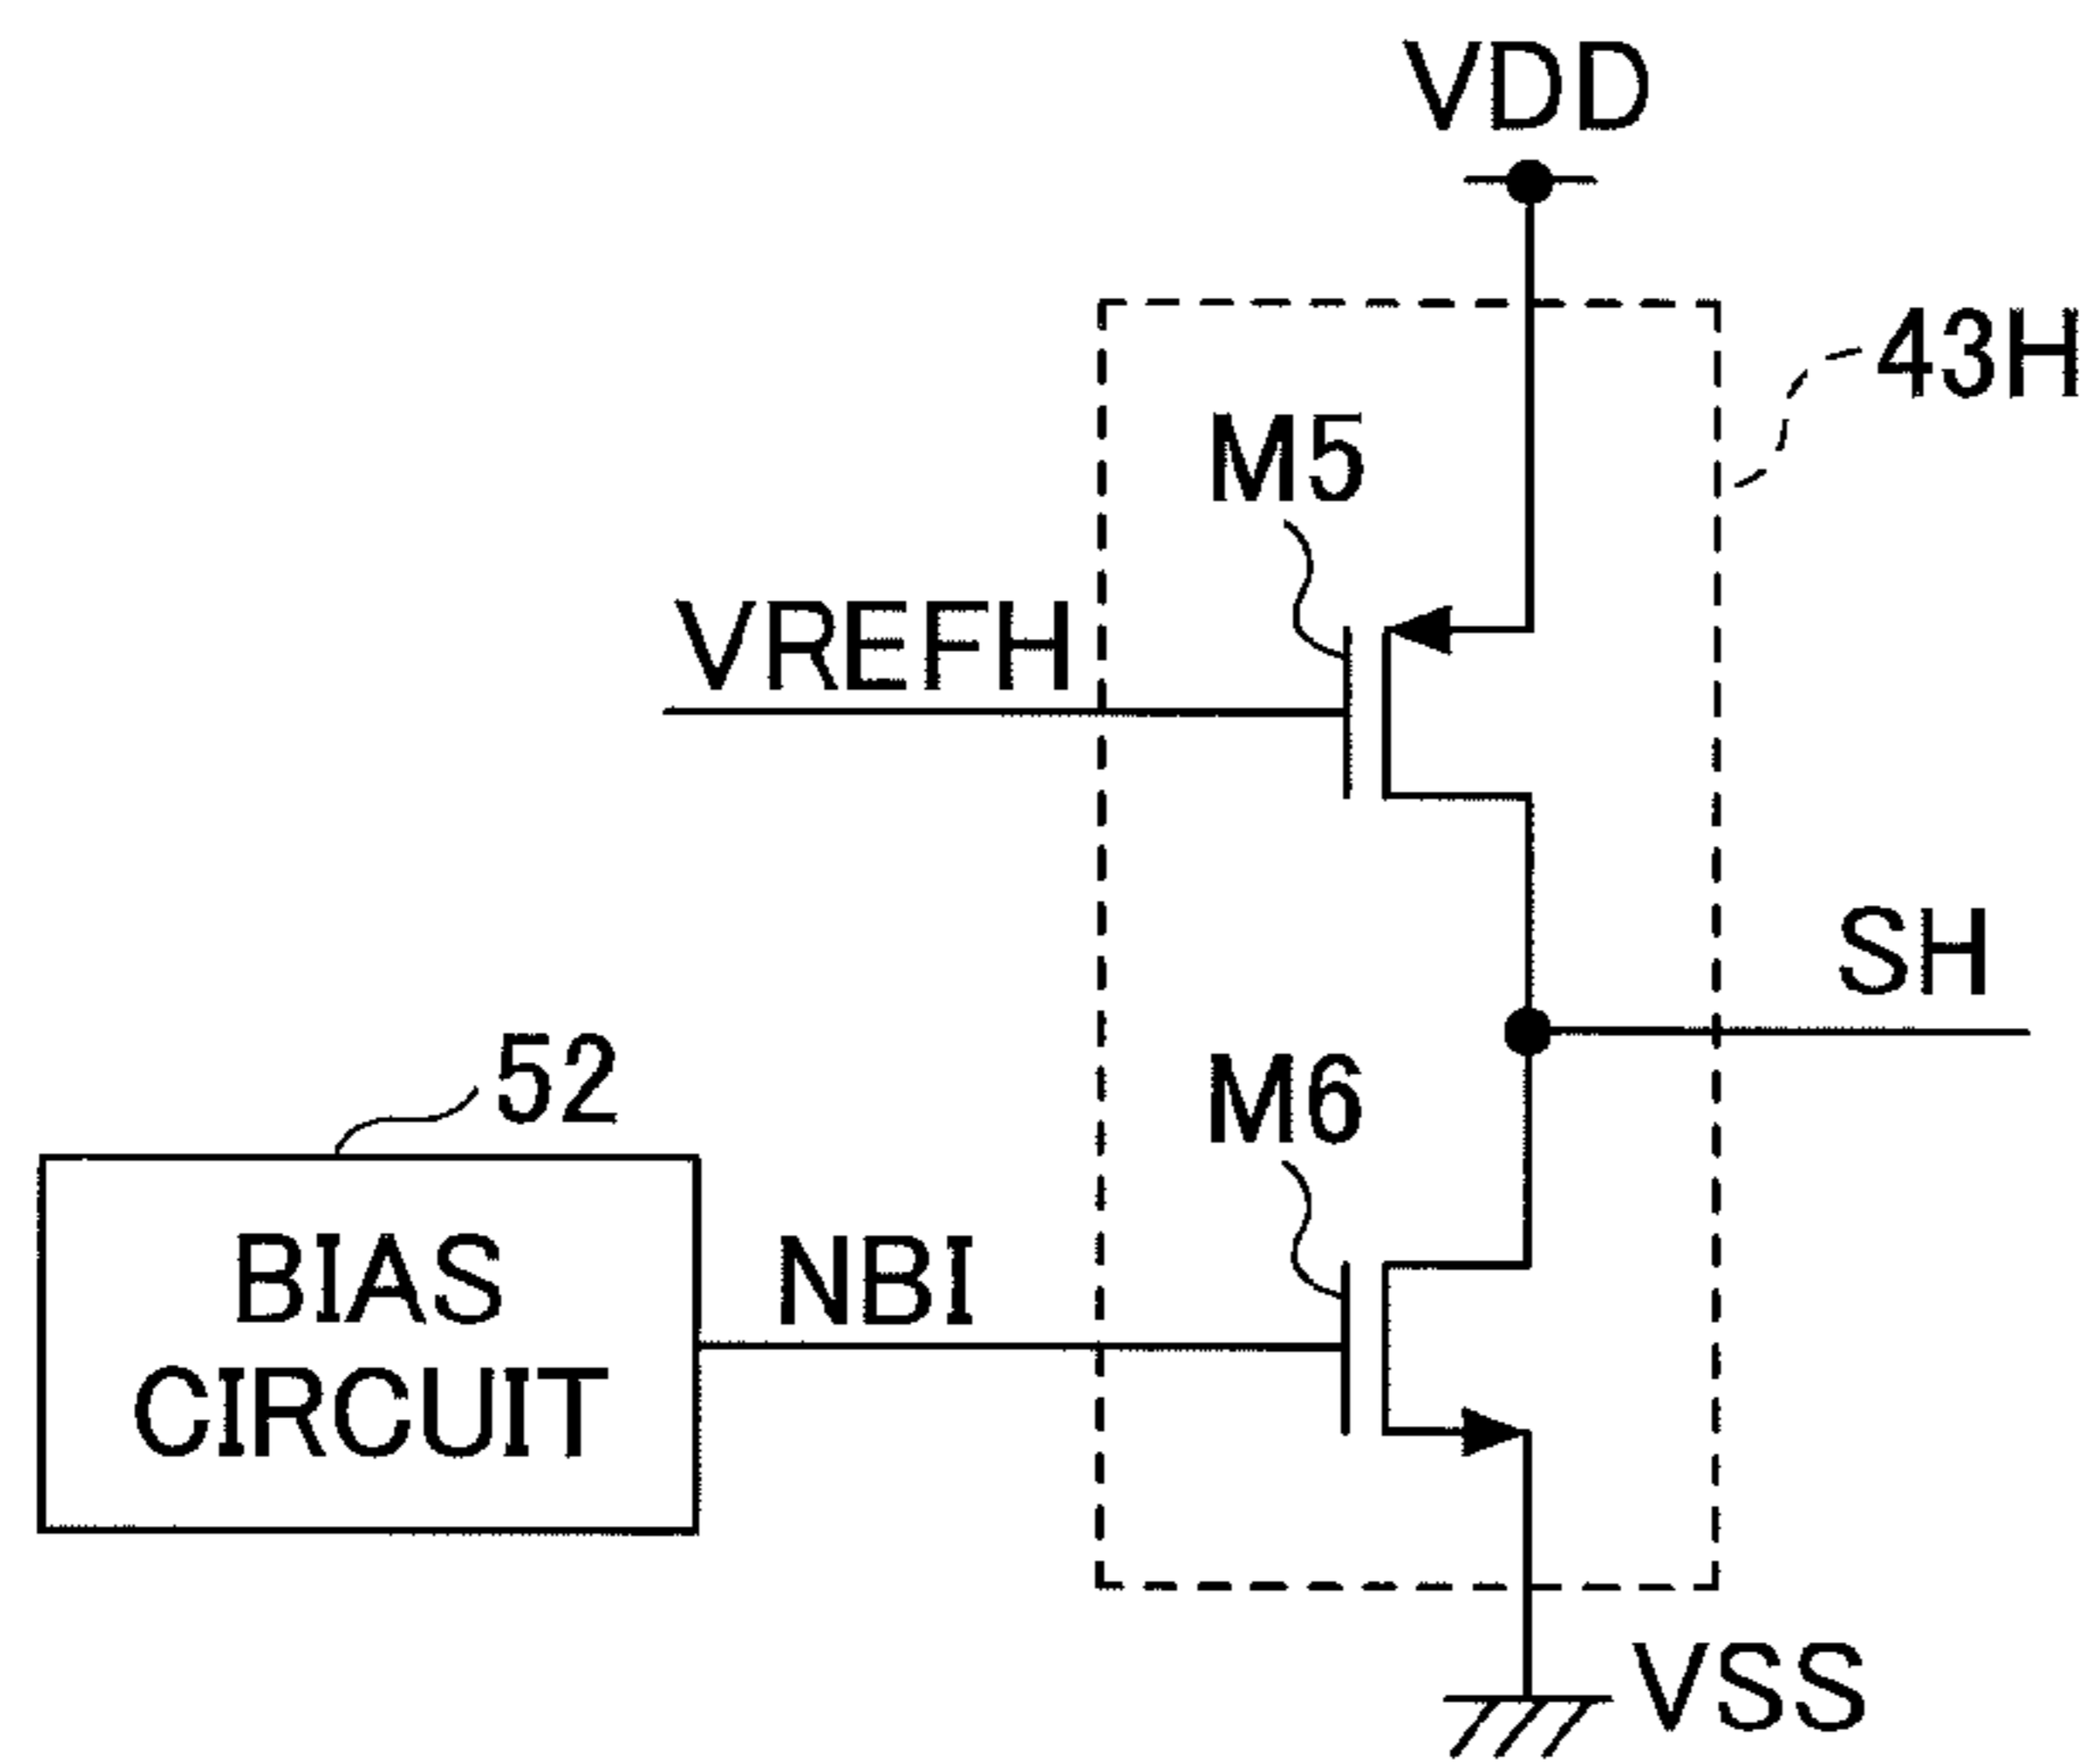 VDD
43H
M5
VREFH
SH
52
M6
BIAS
CIRCUIT
NBI
VSS